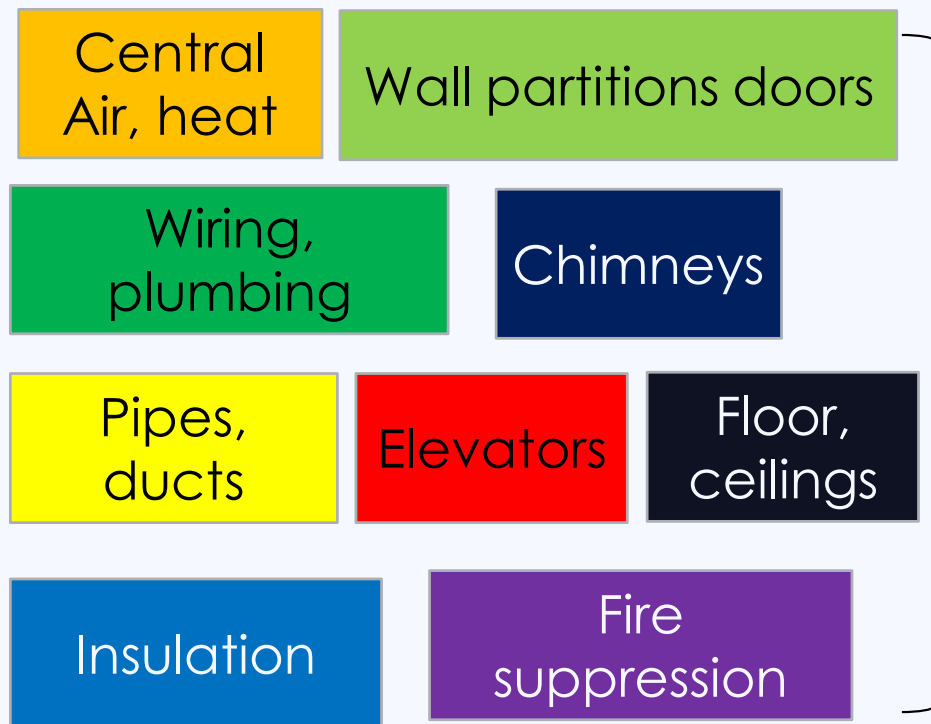 Central
Air, heat
Wall partitions doors
Wiring,
plumbing
Chimneys
Pipes,
ducts
Elevators
Floor,
ceilings
Insulation
Fire
suppression